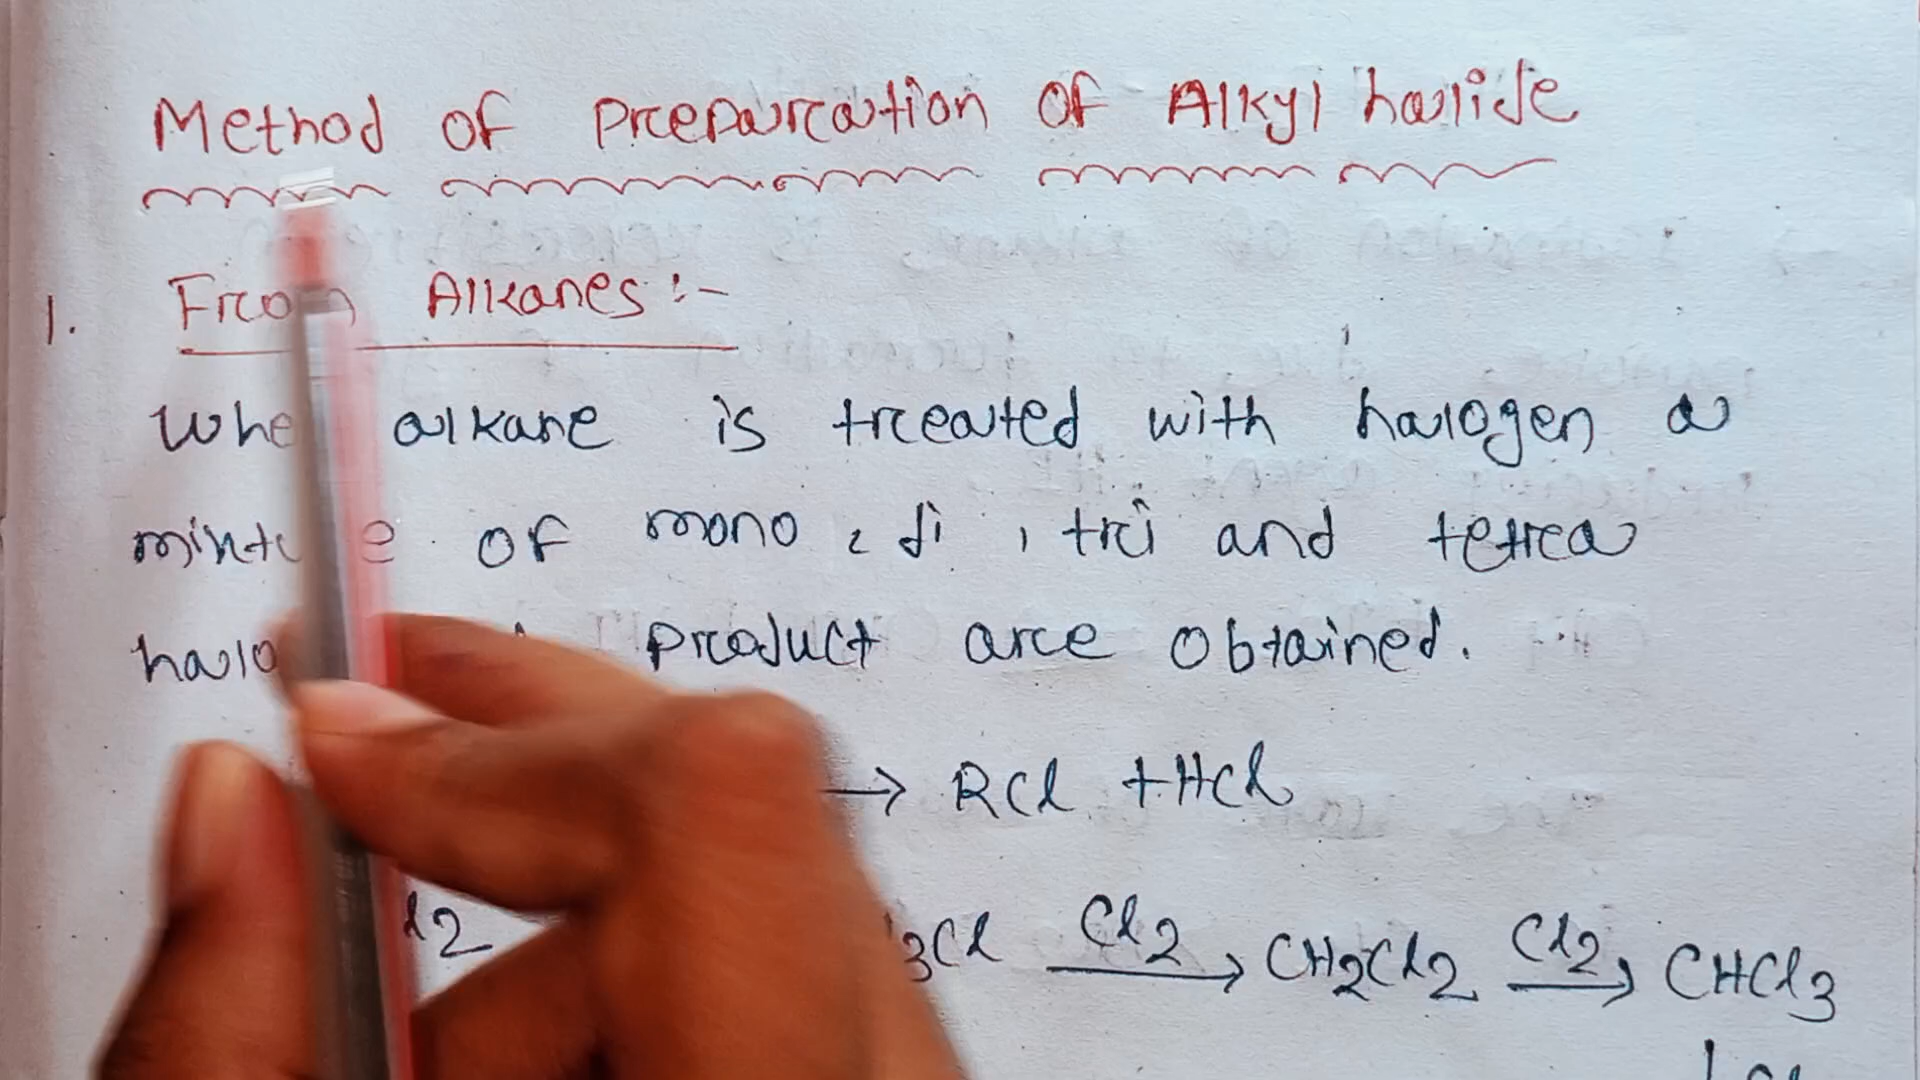 Method of Preparation of Alkyl halide
1. From Alkanes :-
alkane is treated with halogen a
of mono , di , tri and tetra
product are obtained.
→ RCl + HCl
3Cl Cl2 → CH2Cl2 Cl2 → CHCl3